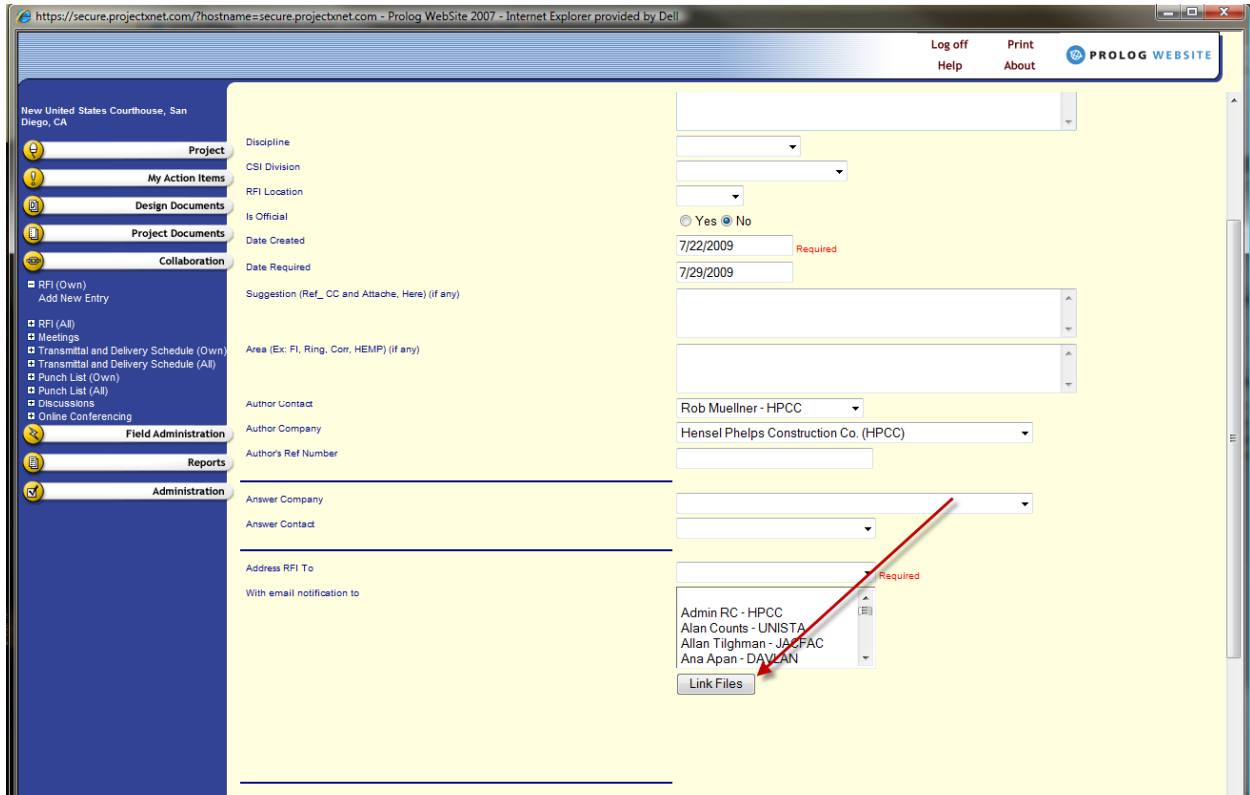 https://secure.projectxnet.com/?hostname=secure.projectxnet.com - Prolog WebSite 2007 - Internet Explorer provided by Dell
Log off Print
Help About
PROLOG WEBSITE
New United States Courthouse, San
Diego, CA
Project
My Action Items
Design Documents
Project Documents
Collaboration
RFI (Own)
Add New Entry
RFI (All)
Meetings
Transmittal and Delivery Schedule (Own)
Transmittal and Delivery Schedule (All)
Punch List (Own)
Punch List (All)
Discussions
Online Conferencing
Field Administration
Reports
Administration
Discipline
CSI Division
RFI Location
Is Official Yes No
Date Created 7/22/2009 Required
Date Required 7/29/2009
Suggestion (Ref_ CC and Attache, Here) (if any)
Area (Ex: FI, Ring, Corr, HEMP) (if any)
Author Contact Rob Muellner - HPCC
Author Company Hensel Phelps Construction Co. (HPCC)
Author's Ref Number
Answer Company
Answer Contact
Address RFI To Required
With email notification to
Admin RC - HPCC
Alan Counts - UNISTA
Allan Tilghman - JACFAC
Ana Apan - DAVLAN
Link Files